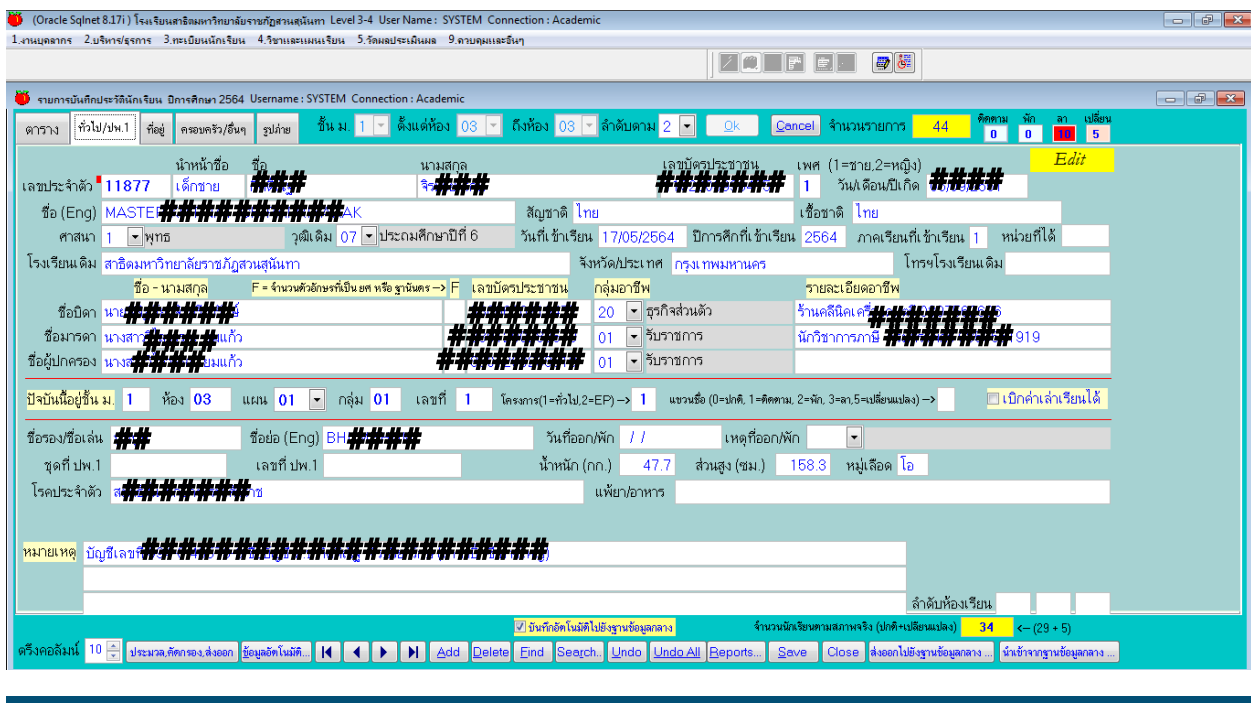 (Oracle Sqlnet 8.17i ) โรงเรียนสาธิตมหาวิทยาลัยราชภัฏสวนสุนันทา Level 3-4 User Name : SYSTEM Connection : Academic
1.งานบุคลากร 2.บริหาร/ธุรการ 3.ทะเบียนนักเรียน 4.วิชาและแผนเรียน 5.วัดผลประเมินผล 9.ควบคุมและอื่นๆ
รายการบันทึกประวัตินักเรียน ปีการศึกษา 2564 Username : SYSTEM Connection : Academic
ตาราง ทั่วไป/ปพ.1 ที่อยู่ ครอบครัว/อื่นๆ รูปถ่าย ชั้น ม. 1 ตั้งแต่ห้อง 03 ถึงห้อง 03 ลำดับตาม 2 Ok Cancel จำนวนรายการ 44 ติดตาม 0 พัก 0 ลา 10 เปลี่ยน 5
นำหน้าชื่อ ชื่อ นามสกุล เลขบัตรประชาชน เพศ (1=ชาย,2=หญิง) Edit
เลขประจำตัว 11877 เด็กชาย 1 วัน/เดือน/ปีเกิด
ชื่อ (Eng) MASTER AK สัญชาติ ไทย เชื้อชาติ ไทย
ศาสนา 1 พุทธ วุฒิเดิม 07 ประถมศึกษาปีที่ 6 วันที่เข้าเรียน 17/05/2564 ปีการศึกที่เข้าเรียน 2564 ภาคเรียนที่เข้าเรียน 1 หน่วยที่ได้
โรงเรียนเดิม สาธิตมหาวิทยาลัยราชภัฏสวนสุนันทา จังหวัด/ประเทศ กรุงเทพมหานคร โทรฯโรงเรียนเดิม
ชื่อ - นามสกุล F = จำนวนตัวอักษรที่เป็น ยศ หรือ ฐานันดร --> F เลขบัตรประชาชน กลุ่มอาชีพ รายละเอียดอาชีพ
ชื่อบิดา นาย 20 ธุรกิจส่วนตัว ร้านคลีนิค
ชื่อมารดา นางสาว แก้ว 01 รับราชการ นักวิชาการภาษี 919
ชื่อผู้ปกครอง แก้ว 01 รับราชการ
ปัจบันนี้อยู่ชั้น ม. 1 ห้อง 03 แผน 01 กลุ่ม 01 เลขที่ 1 โครงการ(1=ทั่วไป,2=EP) --> 1 แขวนชื่อ (0=ปกติ, 1=ติดตาม, 2=พัก, 3=ลา,5=เปลี่ยนแปลง) --> เบิกค่าเล่าเรียนได้
ชื่อรอง/ชื่อเล่น ชื่อย่อ (Eng) BH วันที่ออก/พัก / / เหตุที่ออก/พัก
ชุดที่ ปพ.1 เลขที่ ปพ.1 น้ำหนัก (กก.) 47.7 ส่วนสูง (ซม.) 158.3 หมู่เลือด โอ
โรคประจำตัว แพ้ยา/อาหาร
หมายเหตุ บัญชีเลขที่
ลำดับห้องเรียน
บันทึกอัตโนมัติไปยังฐานข้อมูลกลาง จำนวนนักเรียนตามสภาพจริง (ปกติ+เปลี่ยนแปลง) 34 <-- (29 + 5)
ตรึงคอลัมน์ 10 ประมวล,คัดกรอง,ส่งออก ข้อมูลอัตโนมัติ... Add Delete Find Search.. Undo Undo All Reports... Save Close ส่งออกไปยังฐานข้อมูลกลาง ... นำเข้าจากฐานข้อมูลกลาง ...